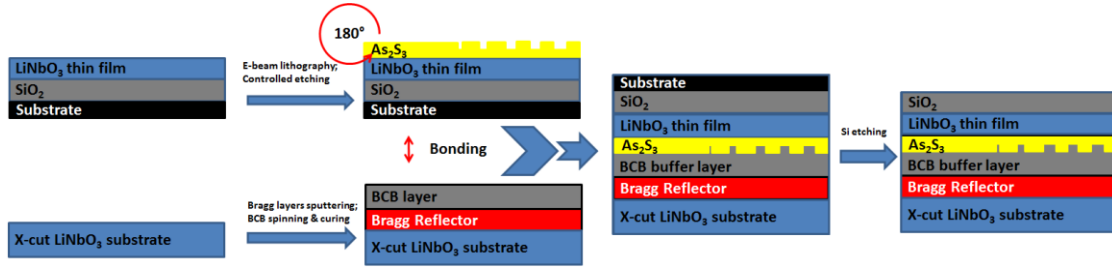 LiNbO₃ thin film
SiO₂
Substrate
E-beam lithography;
Controlled etching
180°
As₂S₃
LiNbO₃ thin film
SiO₂
Substrate
Bonding
X-cut LiNbO₃ substrate
Bragg layers sputtering;
BCB spinning & curing
BCB layer
Bragg Reflector
X-cut LiNbO₃ substrate
Substrate
SiO₂
LiNbO₃ thin film
As₂S₃
BCB buffer layer
Bragg Reflector
X-cut LiNbO₃ substrate
Si etching
SiO₂
LiNbO₃ thin film
As₂S₃
BCB buffer layer
Bragg Reflector
X-cut LiNbO₃ substrate